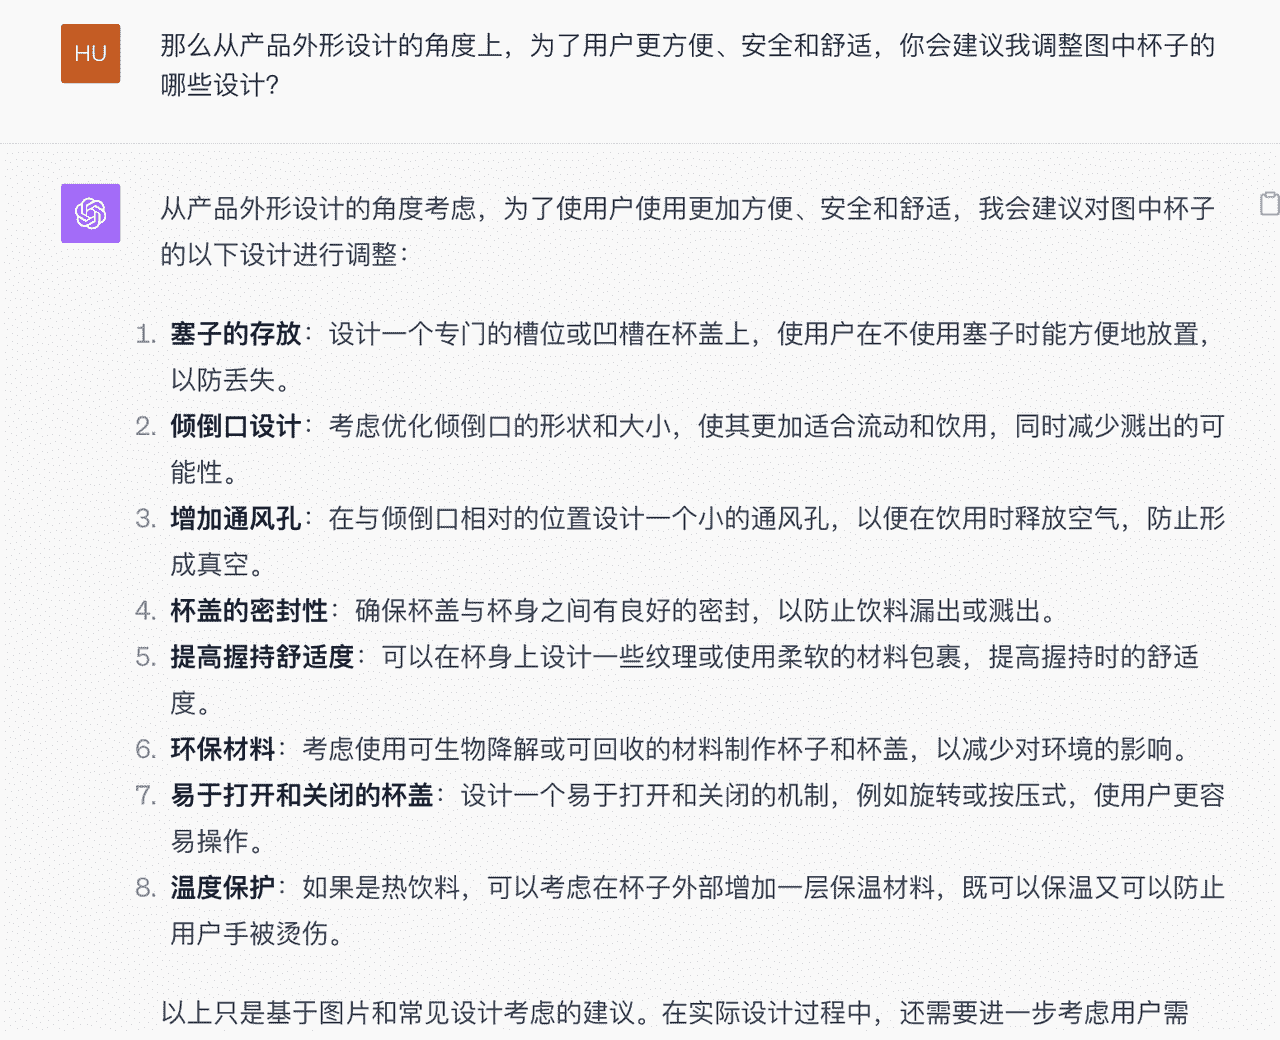 HU
那么从产品外形设计的角度上，为了用户更方便、安全和舒适，你会建议我调整图中杯子的
哪些设计？
从产品外形设计的角度考虑，为了使用户使用更加方便、安全和舒适，我会建议对图中杯子
的以下设计进行调整：
1. 塞子的存放：设计一个专门的槽位或凹槽在杯盖上，使用户在不使用塞子时能方便地放置，
以防丢失。
2. 倾倒口设计：考虑优化倾倒口的形状和大小，使其更加适合流动和饮用，同时减少溅出的可
能性。
3. 增加通风孔：在与倾倒口相对的位置设计一个小的通风孔，以便在饮用时释放空气，防止形
成真空。
4. 杯盖的密封性：确保杯盖与杯身之间有良好的密封，以防止饮料漏出或溅出。
5. 提高握持舒适度：可以在杯身上设计一些纹理或使用柔软的材料包裹，提高握持时的舒适
度。
6. 环保材料：考虑使用可生物降解或可回收的材料制作杯子和杯盖，以减少对环境的影响。
7. 易于打开和关闭的杯盖：设计一个易于打开和关闭的机制，例如旋转或按压式，使用户更容
易操作。
8. 温度保护：如果是热饮料，可以考虑在杯子外部增加一层保温材料，既可以保温又可以防止
用户手被烫伤。
以上只是基于图片和常见设计考虑的建议。在实际设计过程中，还需要进一步考虑用户需